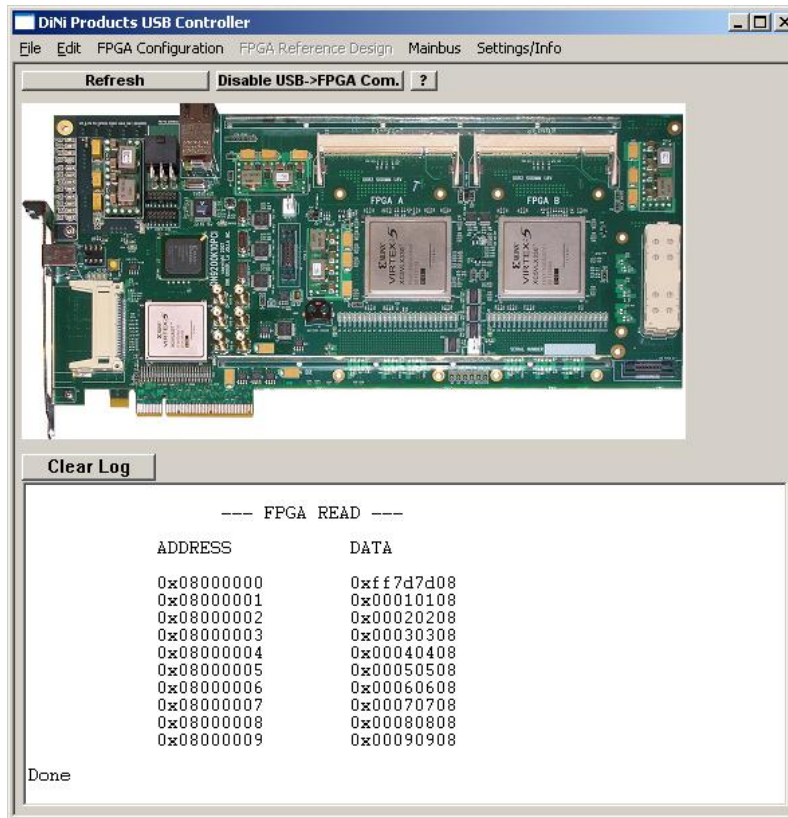 DiNi Products USB Controller
File Edit FPGA Configuration FPGA Reference Design Mainbus Settings/Info
Refresh Disable USB->FPGA Com. ?
FPGA A
FPGA B
VIRTEX-5
VIRTEX-5
VIRTEX-5
SERIAL NUMBER
Clear Log
--- FPGA READ ---
ADDRESS DATA
0x08000000 0xff7d7d08
0x08000001 0x00010108
0x08000002 0x00020208
0x08000003 0x00030308
0x08000004 0x00040408
0x08000005 0x00050508
0x08000006 0x00060608
0x08000007 0x00070708
0x08000008 0x00080808
0x08000009 0x00090908
Done